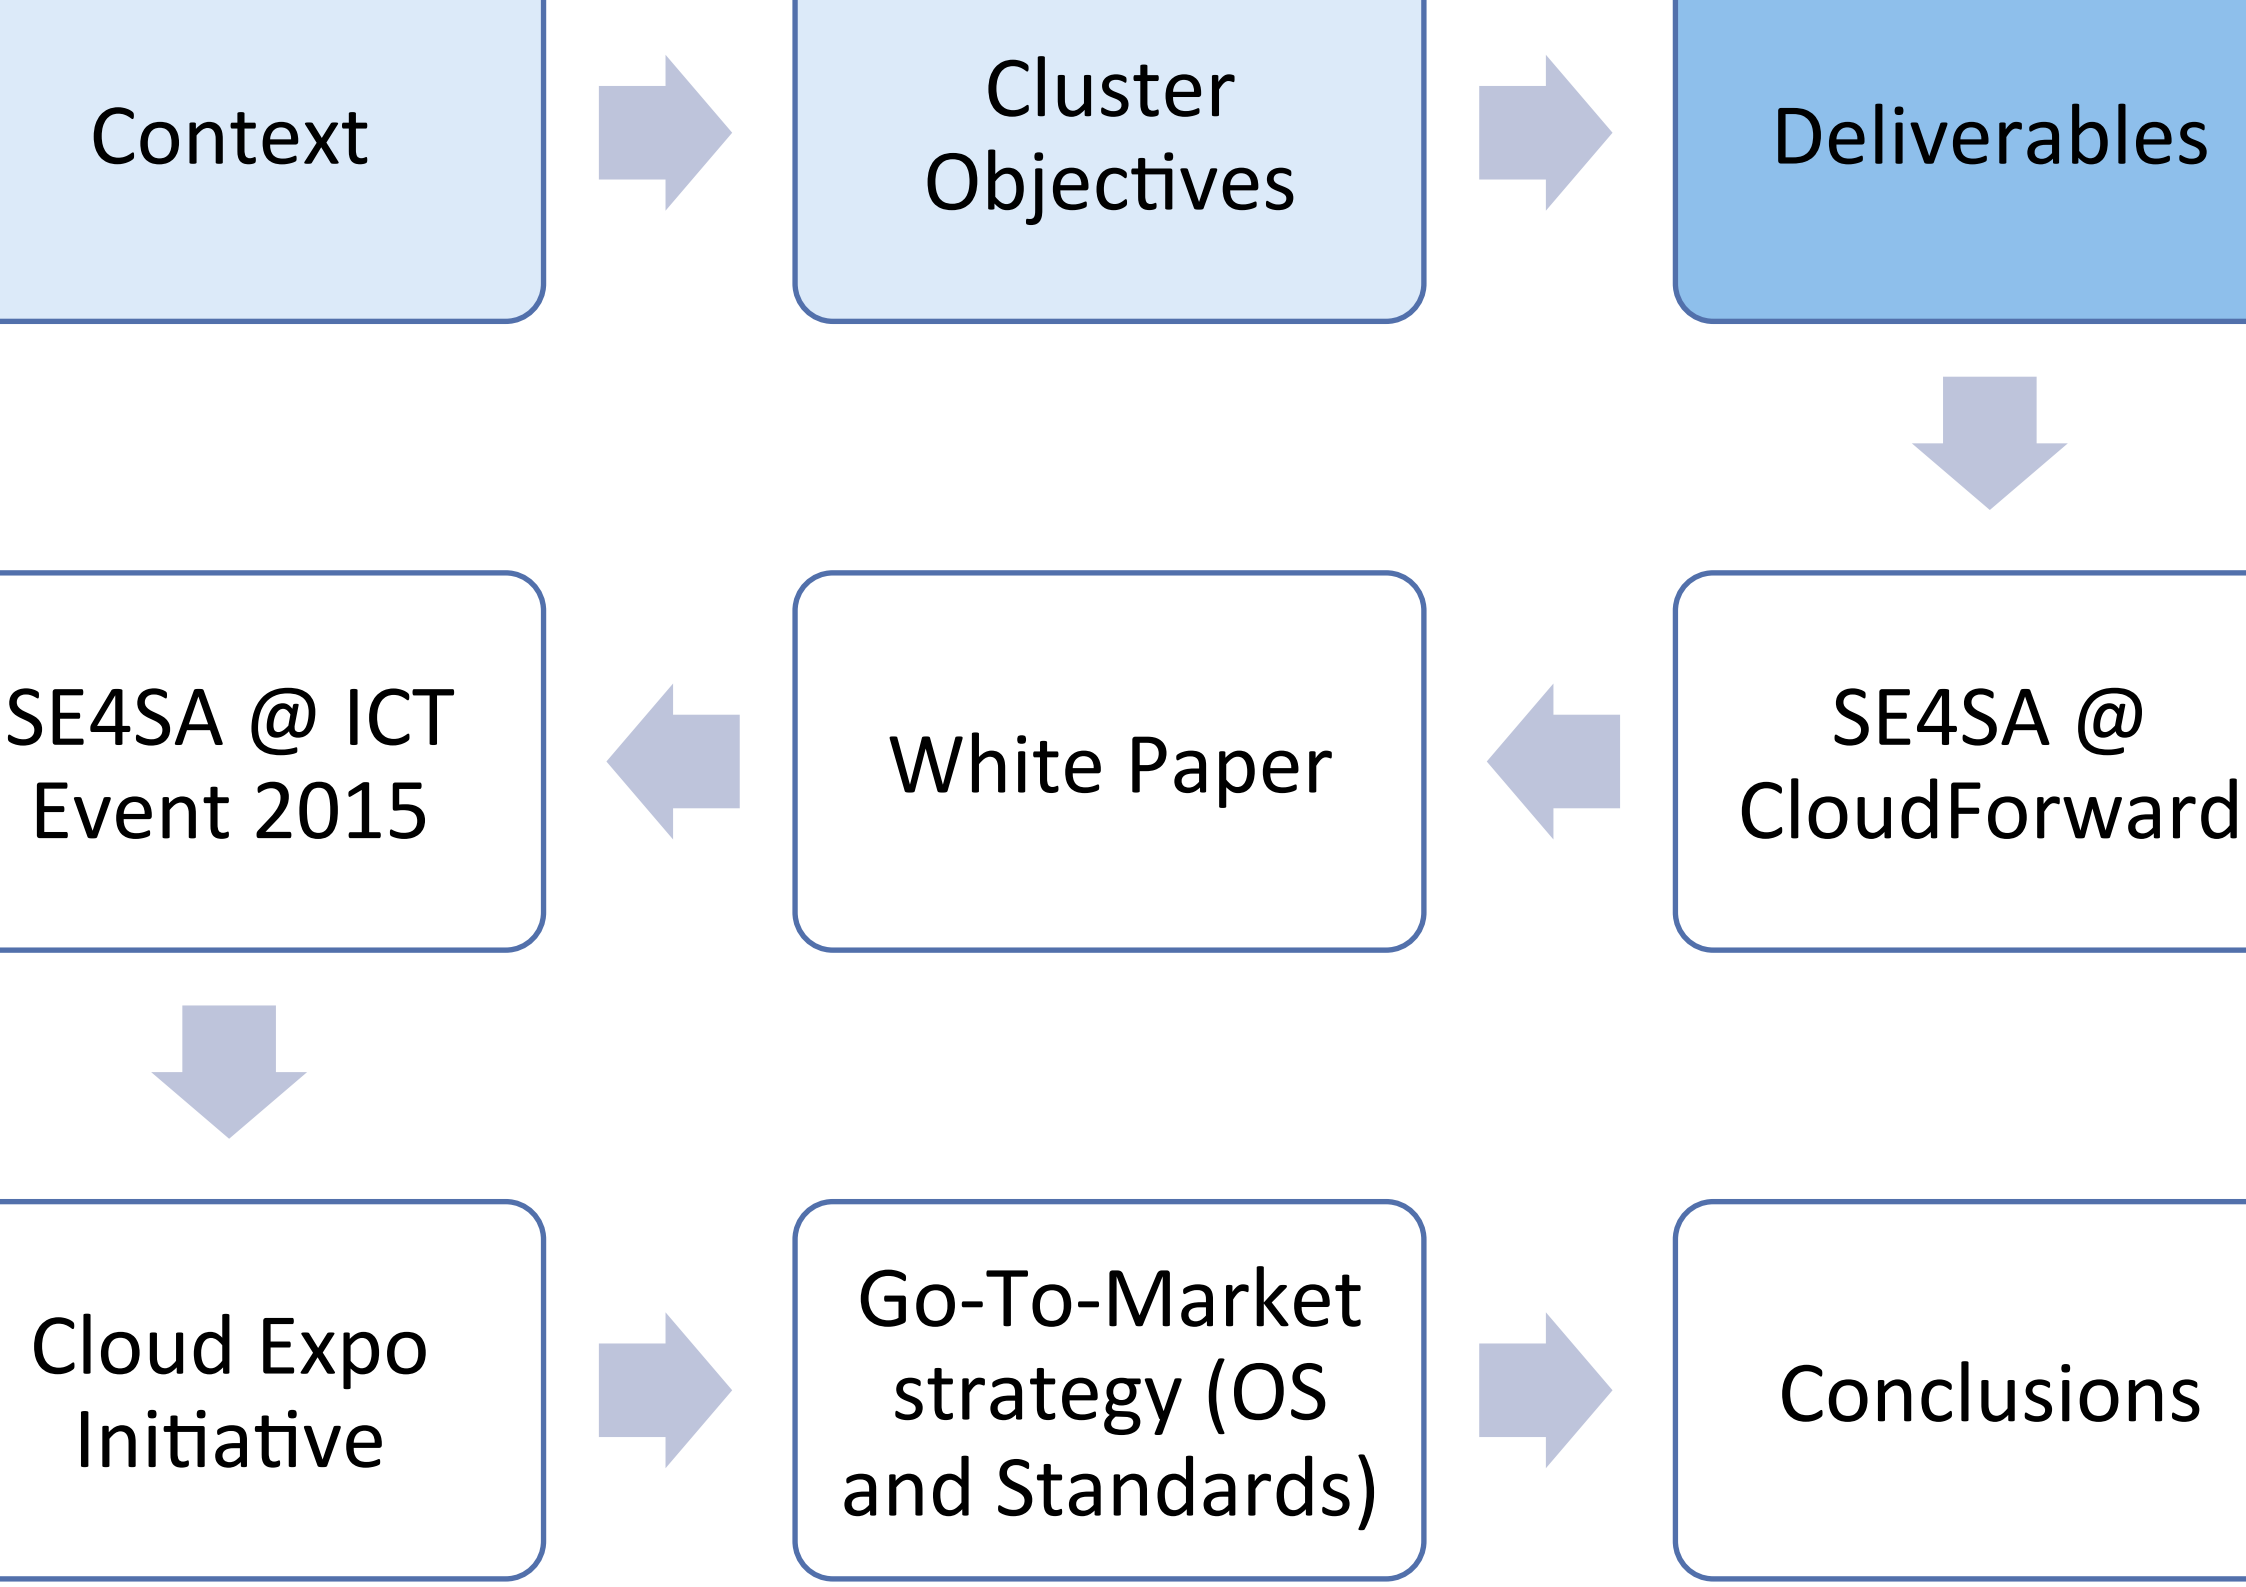 Context
Cluster
Objectives
Deliverables
SE4SA @
CloudForward
White Paper
SE4SA @ ICT
Event 2015
Cloud Expo
Initiative
Go-To-Market
strategy (OS
and Standards)
Conclusions